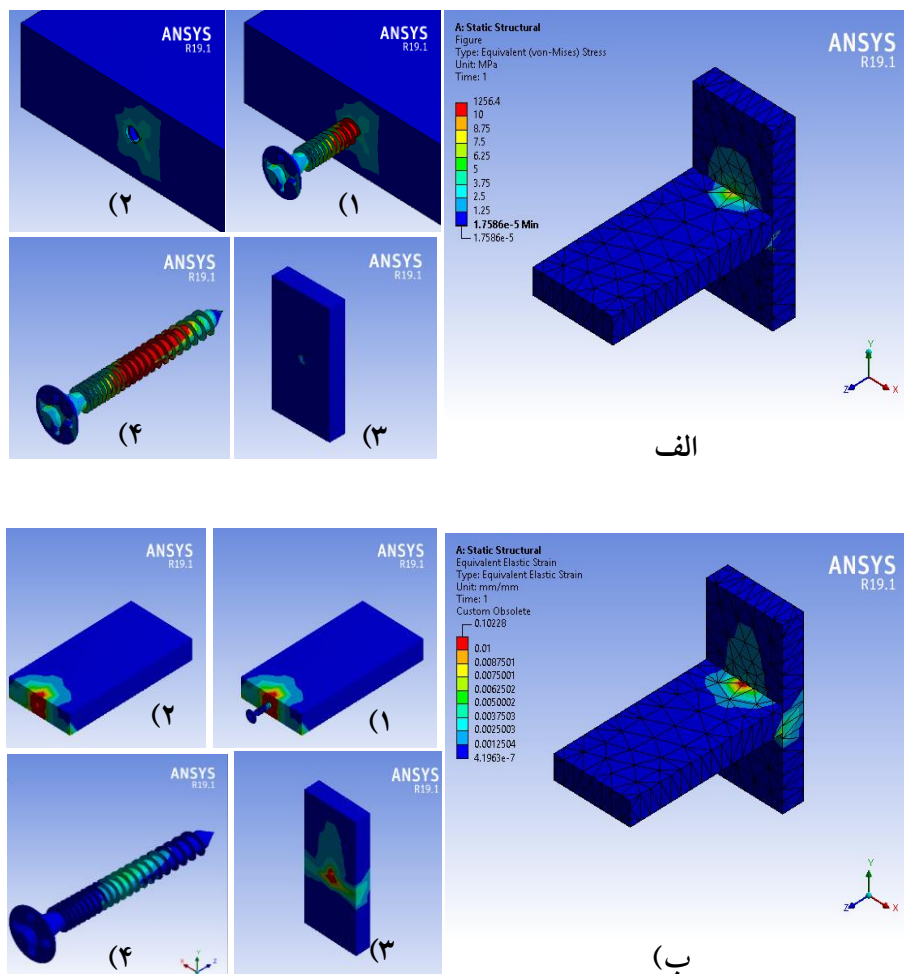 ANSYS
R19.1
۲)
ANSYS
R19.1
۱)
ANSYS
R19.1
۴)
ANSYS
R19.1
۳)
A: Static Structural
Figure
Type: Equivalent (von-Mises) Stress
Unit: MPa
Time: 1
1256.4
10
8.75
7.5
6.25
5
3.75
2.5
1.25
1.7586e-5 Min
1.7586e-5
ANSYS
R19.1
Y
Z
X
الف
ANSYS
R19.1
۲)
ANSYS
R19.1
۱)
ANSYS
R19.1
۴)
Y
Z
X
ANSYS
R19.1
۳)
A: Static Structural
Equivalent Elastic Strain
Type: Equivalent Elastic Strain
Unit: mm/mm
Time: 1
Custom Obsolete
0.10228
0.01
0.0087501
0.0075001
0.0062502
0.0050002
0.0037503
0.0025003
0.0012504
4.1963e-7
ANSYS
R19.1
Y
Z
X
ب)